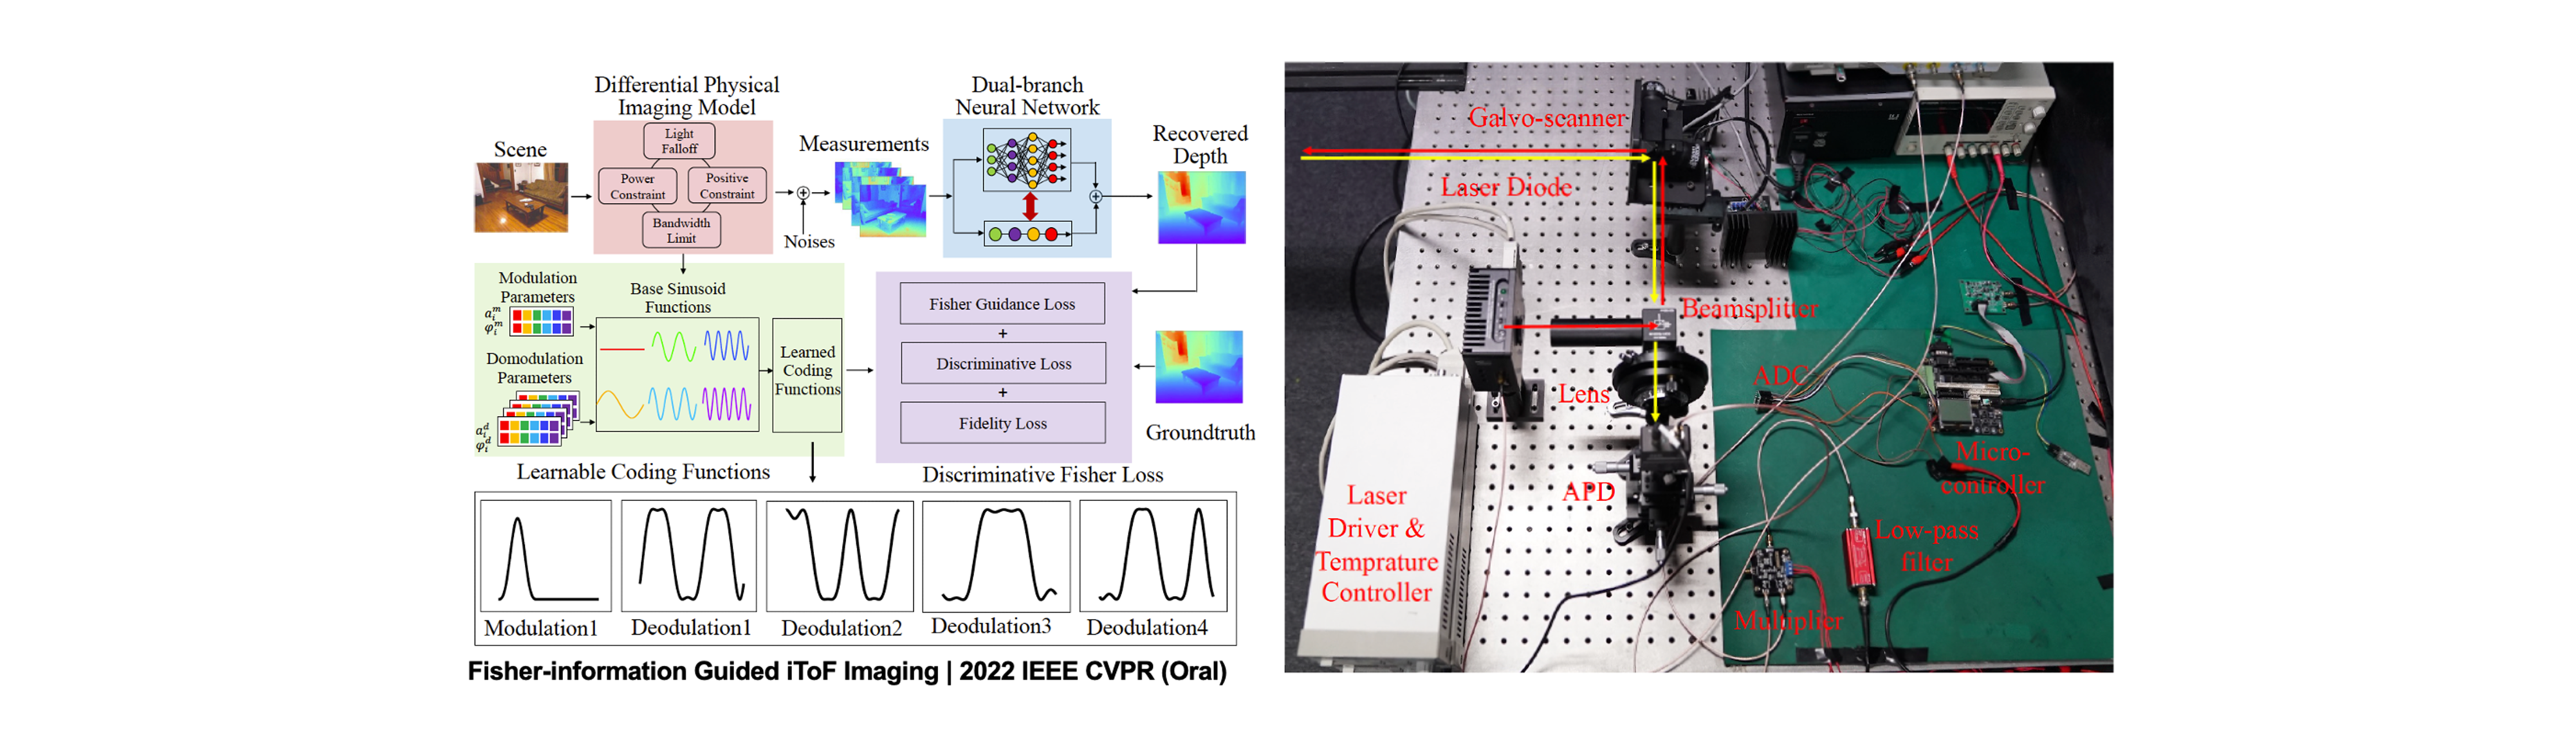 Differential Physical
Imaging Model
Dual-branch
Neural Network
Scene
Light
Falloff
Power
Constraint
Positive
Constraint
Bandwidth
Limit
Measurements
Noises
Recovered
Depth
Modulation
Parameters
a_i^m
φ_i^m
Domodulation
Parameters
a_i^d
φ_i^d
Base Sinusoid
Functions
Learned
Coding
Functions
Learnable Coding Functions
Fisher Guidance Loss
+
Discriminative Loss
+
Fidelity Loss
Discriminative Fisher Loss
Groundtruth
Modulation1
Deodulation1
Deodulation2
Deodulation3
Deodulation4
Fisher-information Guided iToF Imaging | 2022 IEEE CVPR (Oral)
Galvo-scanner
Laser Diode
Beamsplitter
Lens
ADC
APD
Micro-
controller
Laser
Driver &
Temprature
Controller
Low-pass
filter
Multiplier